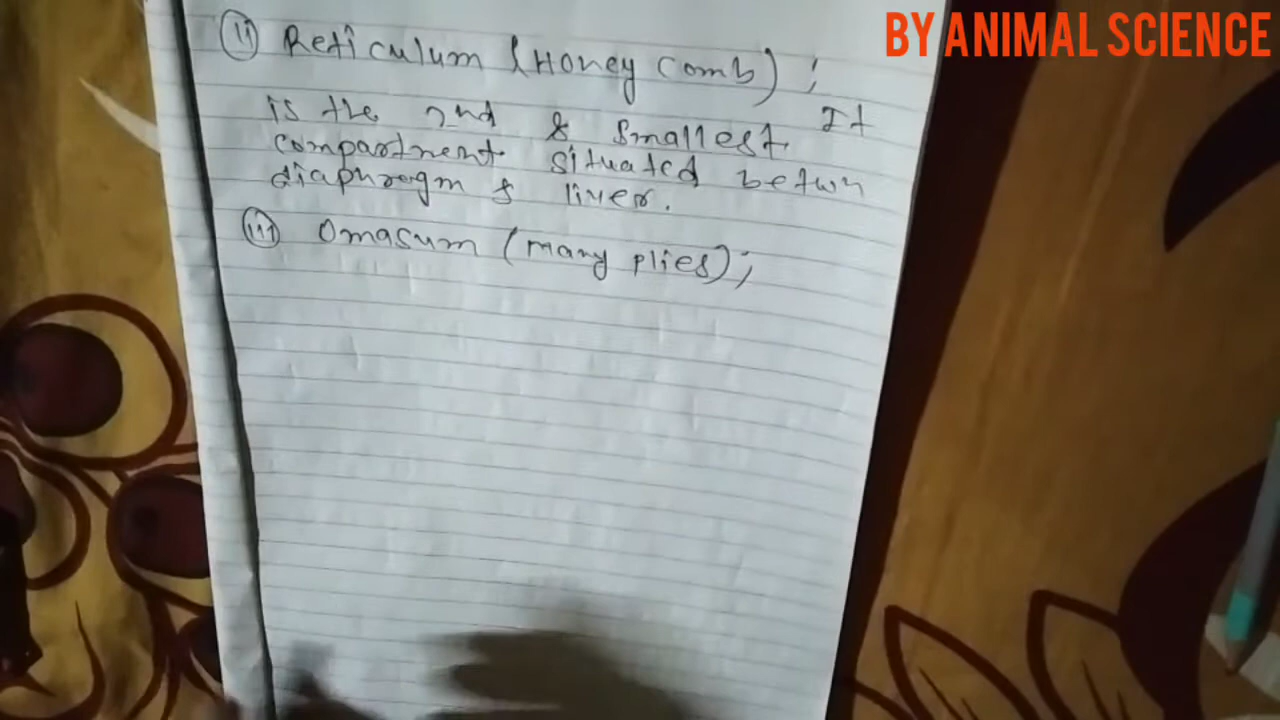 BY ANIMAL SCIENCE
(ii) Reticulum (Honey Comb) ; It
is the 2nd & smallest
compartment situated betwn
diaphragm & liver.
(iii) Omasum (many plies);